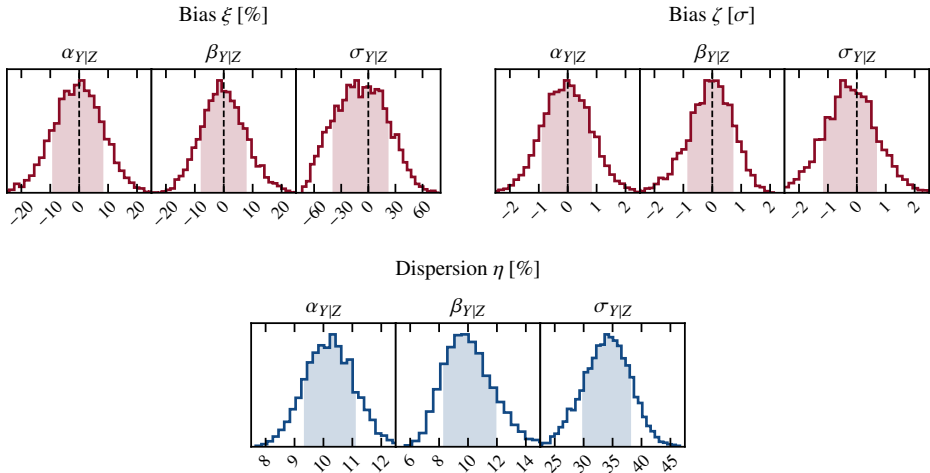 Bias ξ [%]
Bias ζ [σ]
α_{Y|Z} β_{Y|Z} σ_{Y|Z}
α_{Y|Z} β_{Y|Z} σ_{Y|Z}
−20 −10 0 10 20 −20 −10 0 10 20 −60 −30 0 30 60
−2 −1 0 1 2 −2 −1 0 1 2 −2 −1 0 1 2
Dispersion η [%]
α_{Y|Z} β_{Y|Z} σ_{Y|Z}
8 9 10 11 12 6 8 10 12 14 25 30 35 40 45